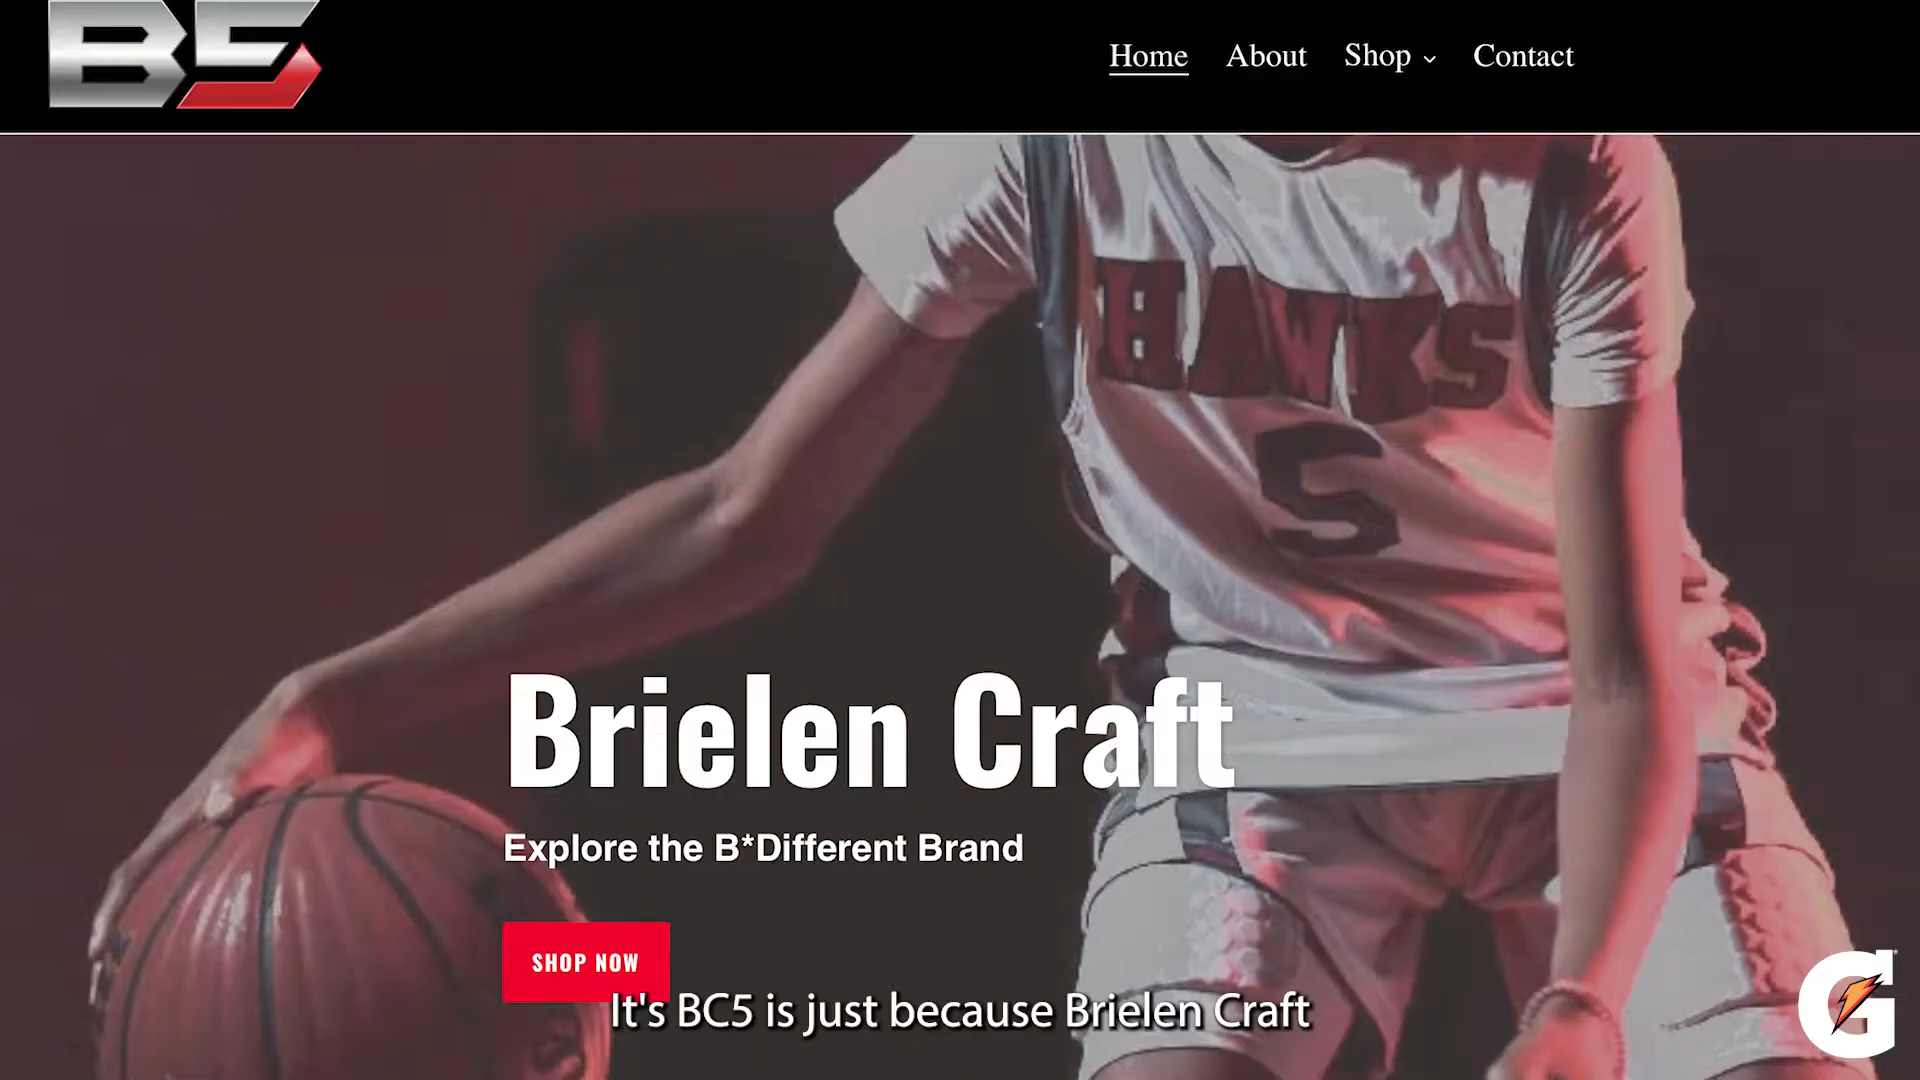 B5
Home About Shop Contact
HAWKS
5
Brielen Craft
Explore the B*Different Brand
SHOP NOW
It's BC5 is just because Brielen Craft
G